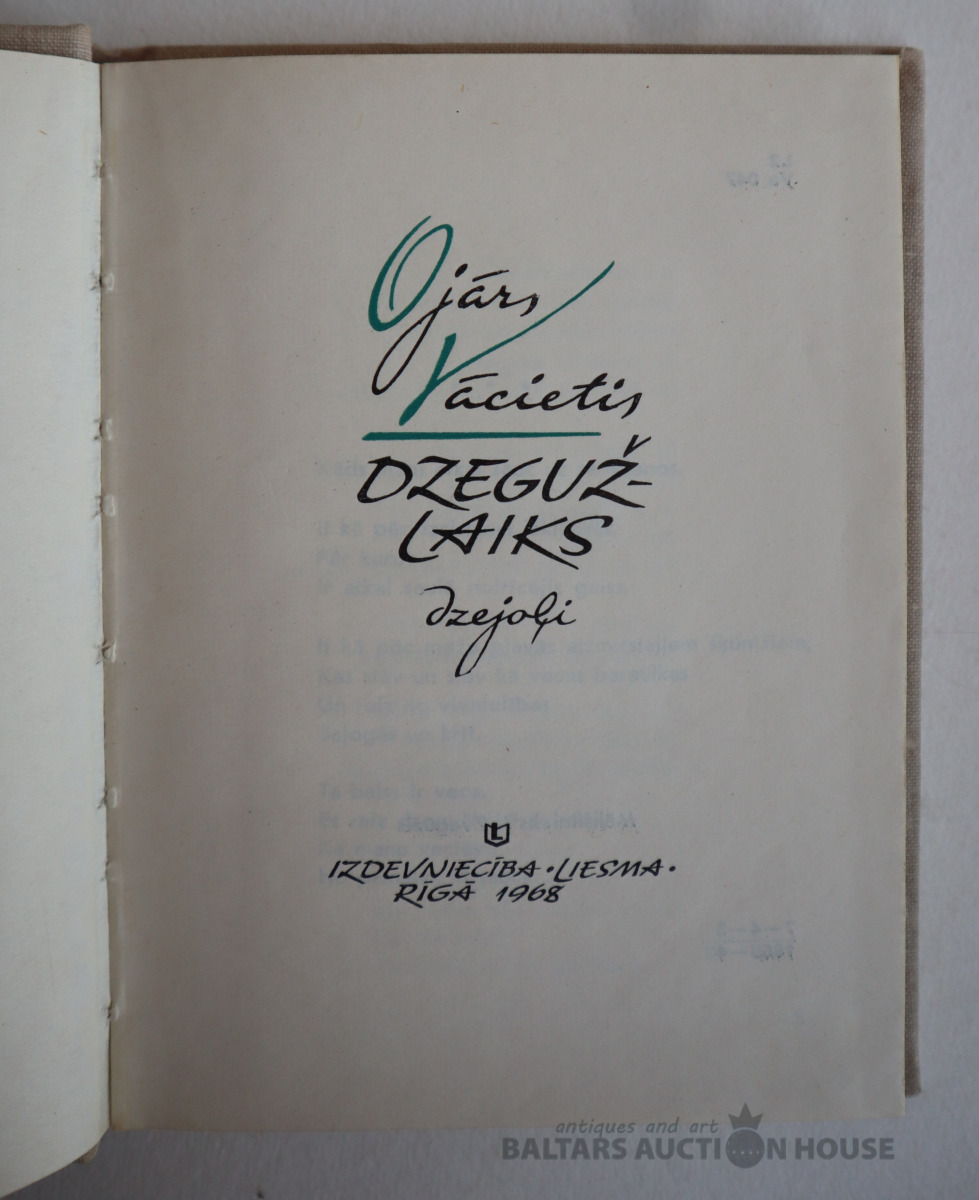 Ojārs
Vācietis
DZEGUŽ-
LAIKS
dzejoļi
L
IZDEVNIECĪBA · LIESMA ·
RĪGĀ 1968
antiques and art
BALTARS AUCTION HOUSE